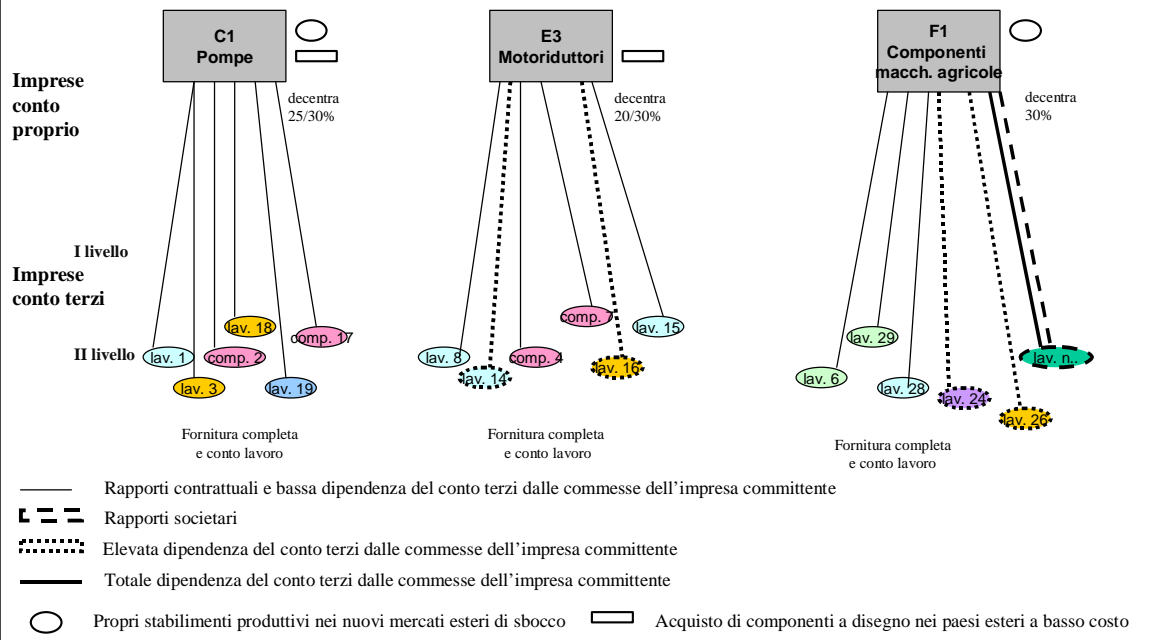 C1
Pompe
E3
Motoriduttori
F1
Componenti
macch. agricole
Imprese
conto
proprio
decentra
25/30%
decentra
20/30%
decentra
30%
I livello
Imprese
conto terzi
II livello
lav. 1
lav. 3
comp. 2
lav. 18
lav. 19
comp. 17
lav. 8
lav. 14
comp. 4
comp. 7
lav. 16
lav. 15
lav. 6
lav. 29
lav. 28
lav. 24
lav. 26
lav. n..
Fornitura completa
e conto lavoro
Fornitura completa
e conto lavoro
Fornitura completa
e conto lavoro
Rapporti contrattuali e bassa dipendenza del conto terzi dalle commesse dell’impresa committente
Rapporti societari
Elevata dipendenza del conto terzi dalle commesse dell’impresa committente
Totale dipendenza del conto terzi dalle commesse dell’impresa committente
Propri stabilimenti produttivi nei nuovi mercati esteri di sbocco
Acquisto di componenti a disegno nei paesi esteri a basso costo